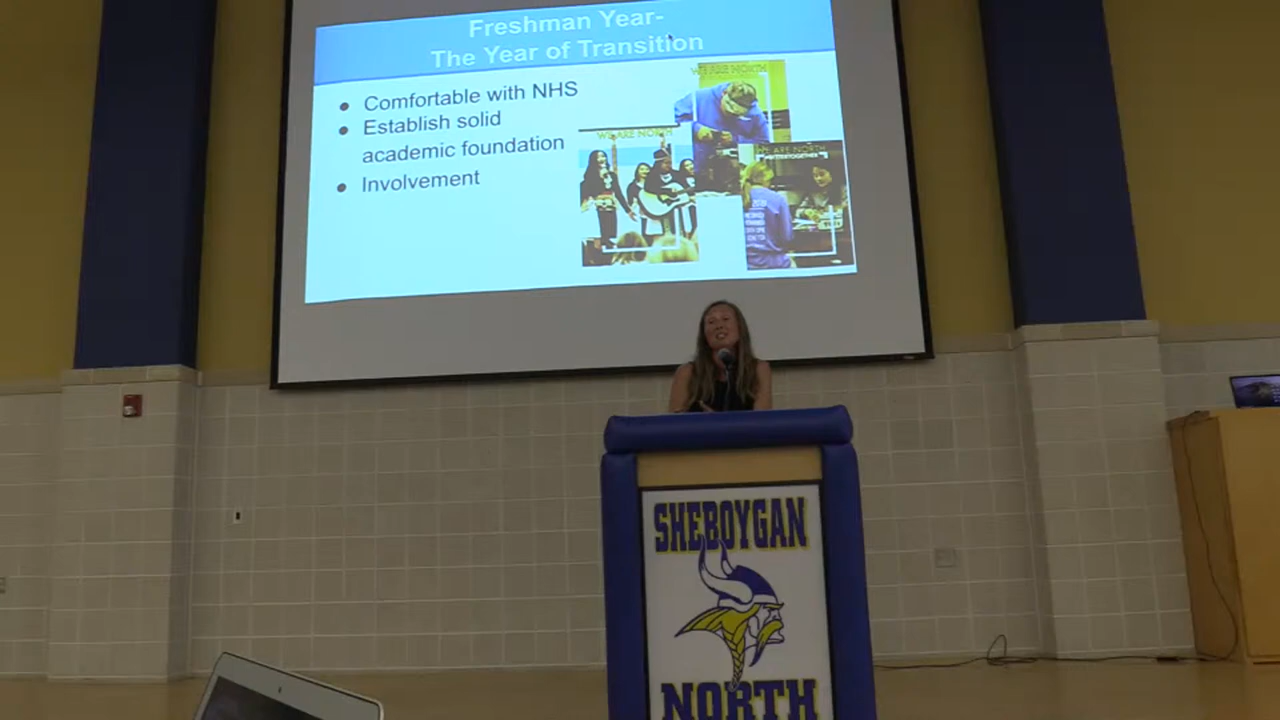 Freshman Year-
The Year of Transition
● Comfortable with NHS
● Establish solid
academic foundation
● Involvement
WE ARE NORTH
WE ARE NORTH
WE ARE NORTH
SHEBOYGAN
NORTH